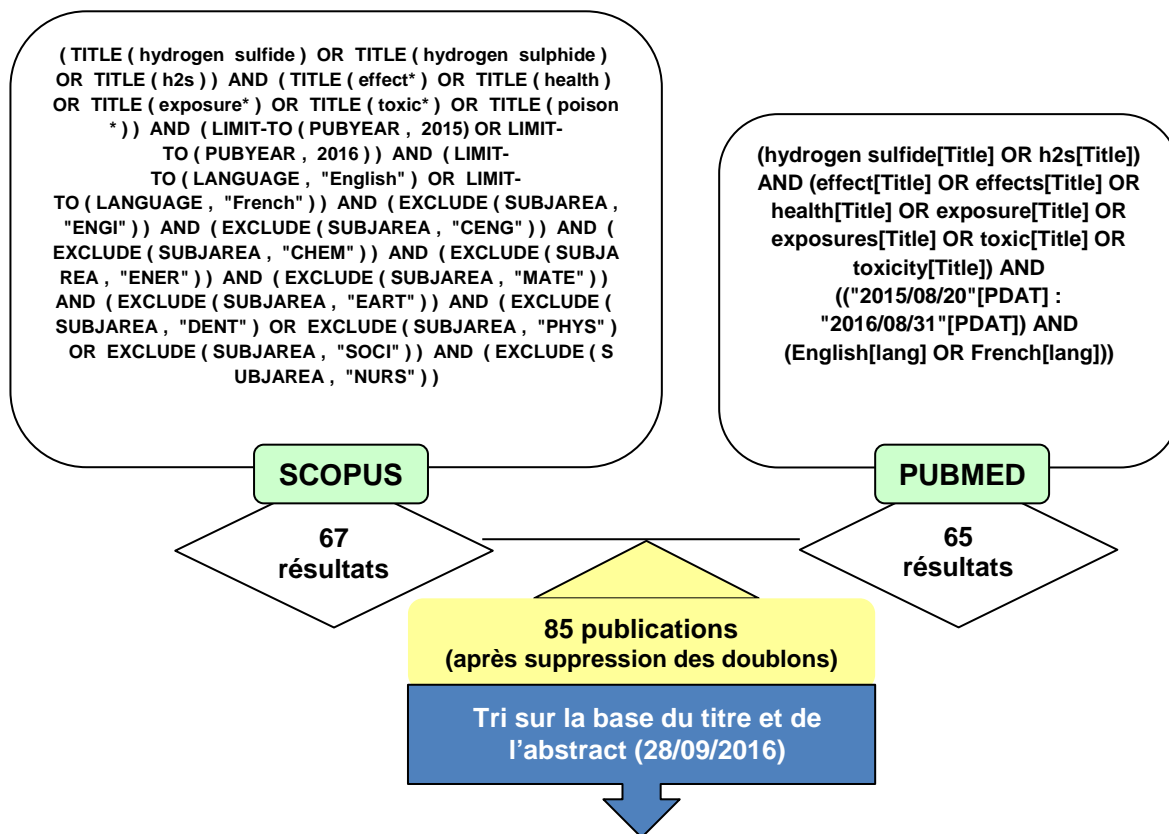 ( TITLE ( hydrogen sulfide ) OR TITLE ( hydrogen sulphide )
OR TITLE ( h2s ) ) AND ( TITLE ( effect* ) OR TITLE ( health )
OR TITLE ( exposure* ) OR TITLE ( toxic* ) OR TITLE ( poison
* ) ) AND ( LIMIT-TO ( PUBYEAR , 2015) OR LIMIT-
TO ( PUBYEAR , 2016 ) ) AND ( LIMIT-
TO ( LANGUAGE , "English" ) OR LIMIT-
TO ( LANGUAGE , "French" ) ) AND ( EXCLUDE ( SUBJAREA ,
"ENGI" ) ) AND ( EXCLUDE ( SUBJAREA , "CENG" ) ) AND (
EXCLUDE ( SUBJAREA , "CHEM" ) ) AND ( EXCLUDE ( SUBJA
REA , "ENER" ) ) AND ( EXCLUDE ( SUBJAREA , "MATE" ) )
AND ( EXCLUDE ( SUBJAREA , "EART" ) ) AND ( EXCLUDE (
SUBJAREA , "DENT" ) OR EXCLUDE ( SUBJAREA , "PHYS" )
OR EXCLUDE ( SUBJAREA , "SOCI" ) ) AND ( EXCLUDE ( S
UBJAREA , "NURS" ) )
SCOPUS
67
résultats
(hydrogen sulfide[Title] OR h2s[Title])
AND (effect[Title] OR effects[Title] OR
health[Title] OR exposure[Title] OR
exposures[Title] OR toxic[Title] OR
toxicity[Title]) AND
(("2015/08/20"[PDAT] :
"2016/08/31"[PDAT]) AND
(English[lang] OR French[lang]))
PUBMED
65
résultats
85 publications
(après suppression des doublons)
Tri sur la base du titre et de
l'abstract (28/09/2016)